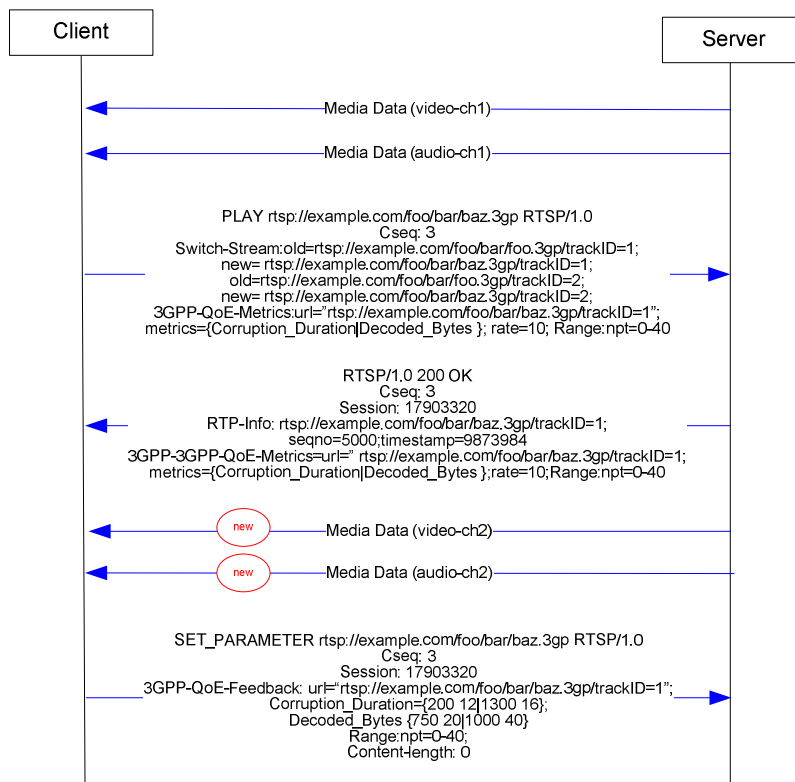 Client
Server
Media Data (video-ch1)
Media Data (audio-ch1)
PLAY rtsp://example.com/foo/bar/baz.3gp RTSP/1.0
Cseq: 3
Switch-Stream:old=rtsp://example.com/foo/bar/foo.3gp/trackID=1;
new= rtsp://example.com/foo/bar/baz.3gp/trackID=1;
old=rtsp://example.com/foo/bar/foo.3gp/trackID=2;
new= rtsp://example.com/foo/bar/baz.3gp/trackID=2;
3GPP-QoE-Metrics:url=”rtsp://example.com/foo/bar/baz.3gp/trackID=1”;
metrics={Corruption_Duration|Decoded_Bytes }; rate=10; Range:npt=0-40
RTSP/1.0 200 OK
Cseq: 3
Session: 17903320
RTP-Info: rtsp://example.com/foo/bar/baz.3gp/trackID=1;
seqno=5000;timestamp=9873984
3GPP-3GPP-QoE-Metrics=url=” rtsp://example.com/foo/bar/baz.3gp/trackID=1;
metrics={Corruption_Duration|Decoded_Bytes };rate=10;Range:npt=0-40
new
Media Data (video-ch2)
new
Media Data (audio-ch2)
SET_PARAMETER rtsp://example.com/foo/bar/baz.3gp RTSP/1.0
Cseq: 3
Session: 17903320
3GPP-QoE-Feedback: url=“rtsp://example.com/foo/bar/baz.3gp/trackID=1”;
Corruption_Duration={200 12|1300 16};
Decoded_Bytes {750 20|1000 40}
Range:npt=0-40;
Content-length: 0